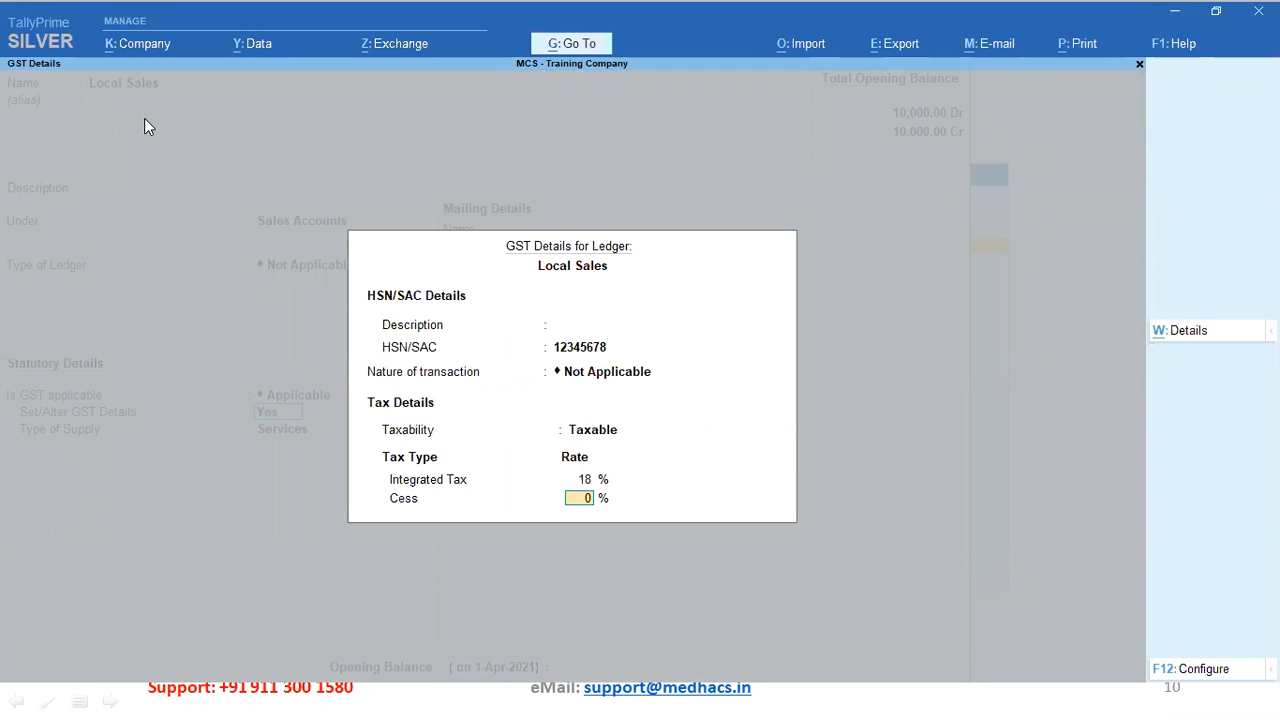 TallyPrime
MANAGE
SILVER
K: Company
Y: Data
Z: Exchange
G: Go To
O: Import
E: Export
M: E-mail
P: Print
F1: Help
GST Details
MCS - Training Company
Name : Local Sales
Total Opening Balance
(alias) :
10,000.00 Dr
10,000.00 Cr
Description :
Mailing Details
Under : Sales Accounts
Name
GST Details for Ledger:
Type of Ledger : ♦ Not Applicabl
Local Sales
HSN/SAC Details
Description :
W: Details
HSN/SAC : 12345678
Statutory Details
Nature of transaction : ♦ Not Applicable
Is GST applicable : ♦ Applicable
Tax Details
Set/Alter GST Details : Yes
Type of Supply : Services
Taxability : Taxable
Tax Type Rate
Integrated Tax 18 %
Cess 0 %
Opening Balance ( on 1-Apr-2021) :
F12: Configure
Support: +91 911 300 1580
eMail: support@medhacs.in
10